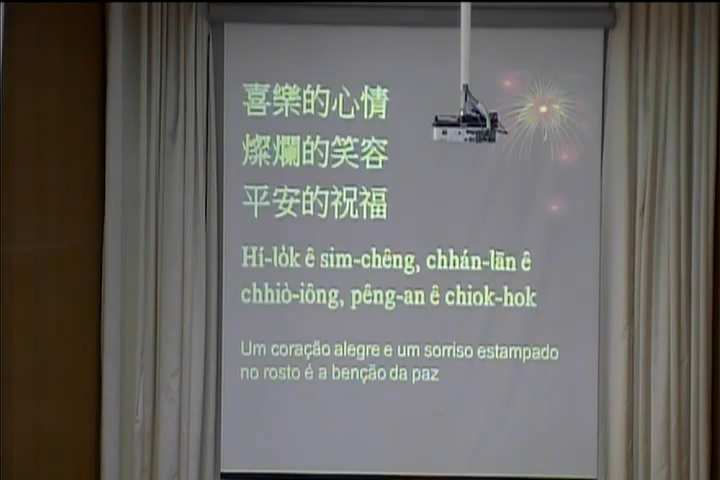 喜樂的心情
燦爛的笑容
平安的祝福
Hí-lo̍k ê sim-chêng, chhán-lān ê
chhiò-iông, pêng-an ê chiok-hok
Um coração alegre e um sorriso estampado
no rosto é a benção da paz